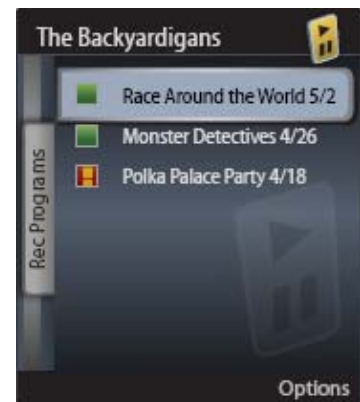 The Backyardigans
Race Around the World 5/2
Monster Detectives 4/26
Polka Palace Party 4/18
Rec Programs
Options